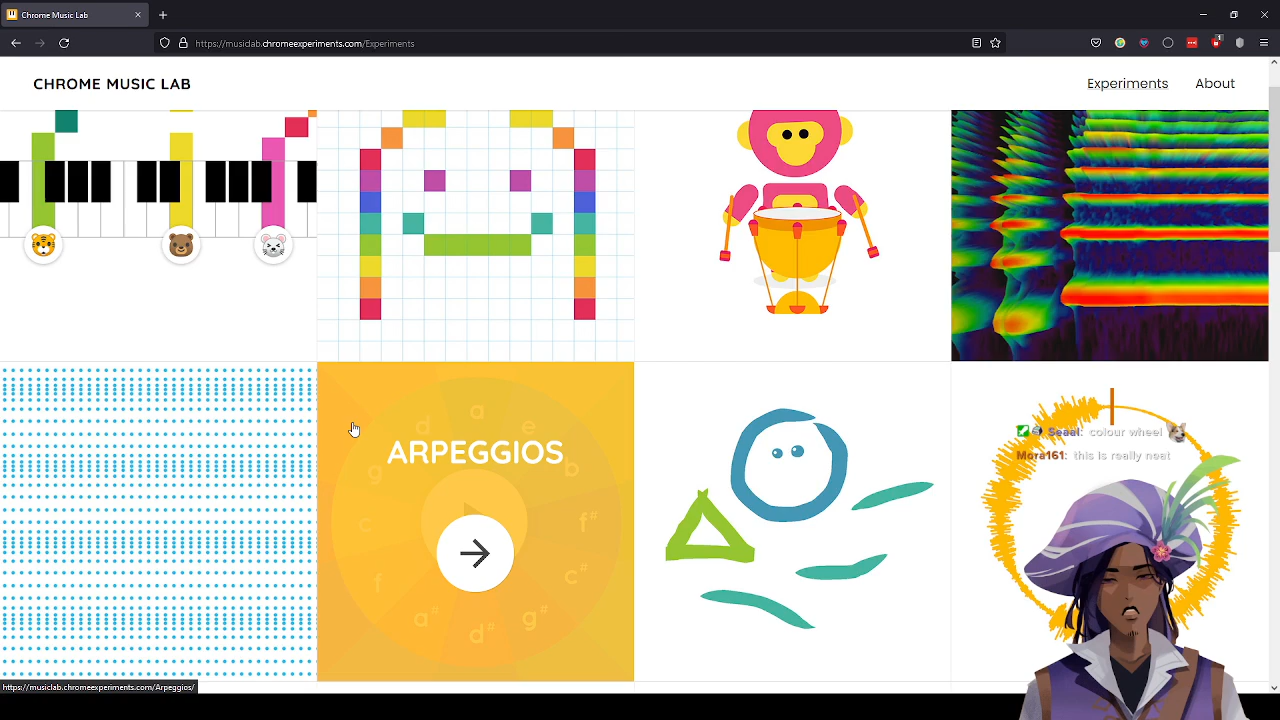 Chrome Music Lab
https://musiclab.chromeexperiments.com/Experiments
1
CHROME MUSIC LAB
Experiments
About
ARPEGGIOS
a
e
b
f#
c#
g#
d#
a#
f
c
g
d
Seaal: colour wheel
Mora161: this is really neat
https://musiclab.chromeexperiments.com/Arpeggios/